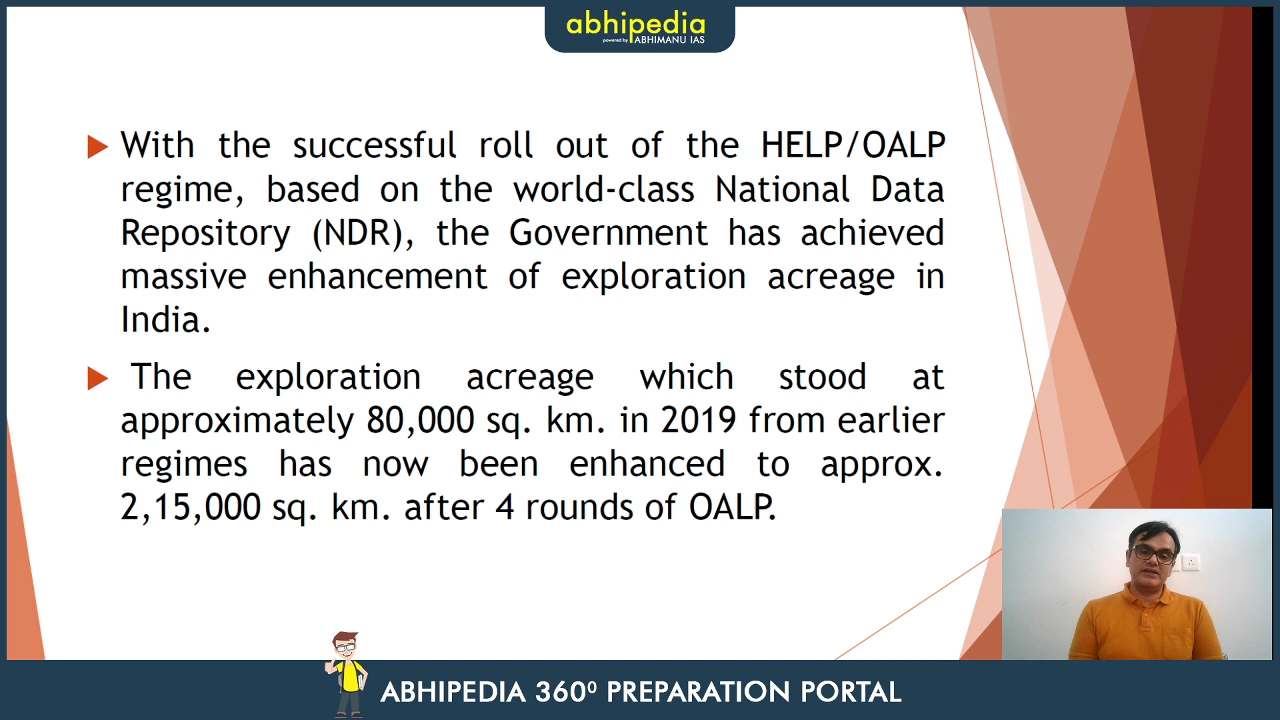 abhipedia
powered by ABHIMANU IAS
With the successful roll out of the HELP/OALP
regime, based on the world-class National Data
Repository (NDR), the Government has achieved
massive enhancement of exploration acreage in
India.
The exploration acreage which stood at
approximately 80,000 sq. km. in 2019 from earlier
regimes has now been enhanced to approx.
2,15,000 sq. km. after 4 rounds of OALP.
ABHIPEDIA 360⁰ PREPARATION PORTAL